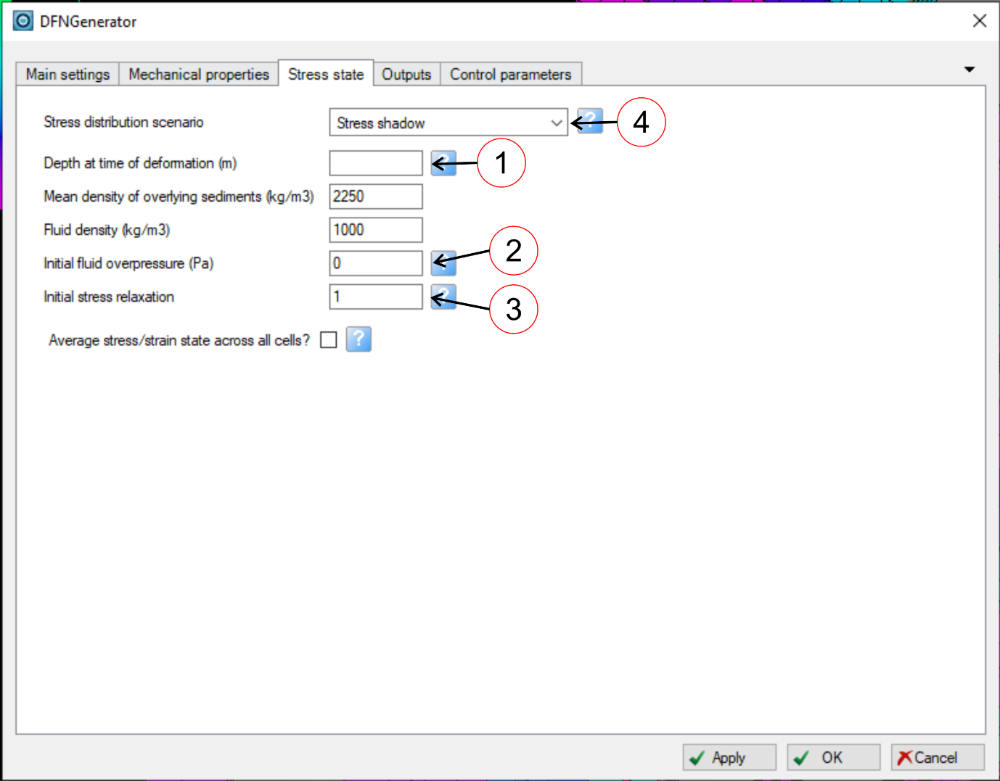 DFNGenerator
Main settings Mechanical properties Stress state Outputs Control parameters
Stress distribution scenario Stress shadow ? 4
Depth at time of deformation (m) ? 1
Mean density of overlying sediments (kg/m3) 2250
Fluid density (kg/m3) 1000
Initial fluid overpressure (Pa) 0 ? 2
Initial stress relaxation 1 ? 3
Average stress/strain state across all cells? ?
Apply OK Cancel